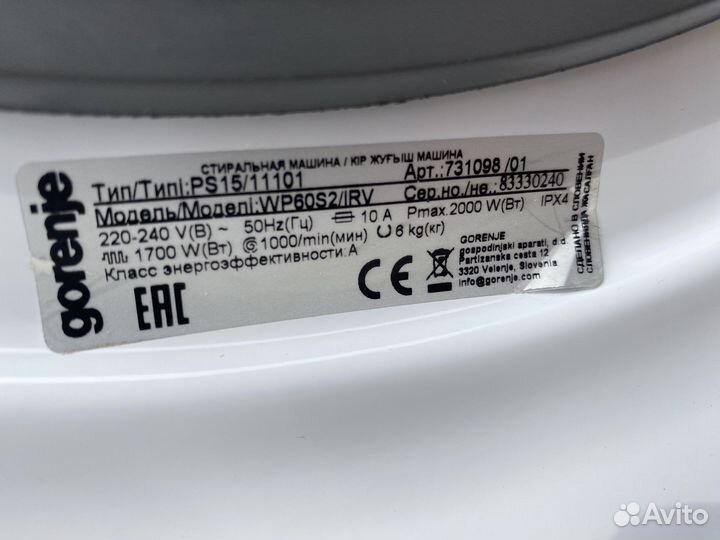 gorenje
СТИРАЛЬНАЯ МАШИНА / КІР ЖУҒЫШ МАШИНА
Тип/Типі:PS15/11101 Арт.:731098 /01
Модель/Моделі:WP60S2/IRV Сер.но./не.: 83330240
220-240 V(В) ~ 50Hz(Гц) 10 A Pmax.2000 W(Вт) IPX4
1700 W(Вт) 1000/min(мин) 6 kg(кг)
Класс энергоэффективности:A
GORENJE
gospodinjski aparati, d.d.
Partizanska cesta 12
3320 Velenje, Slovenia
info@gorenje.com
EAC
CE
СДЕЛАНО В СЛОВЕНИИ
СЛОВЕНИЯДА ЖАСАЛҒАН
Avito